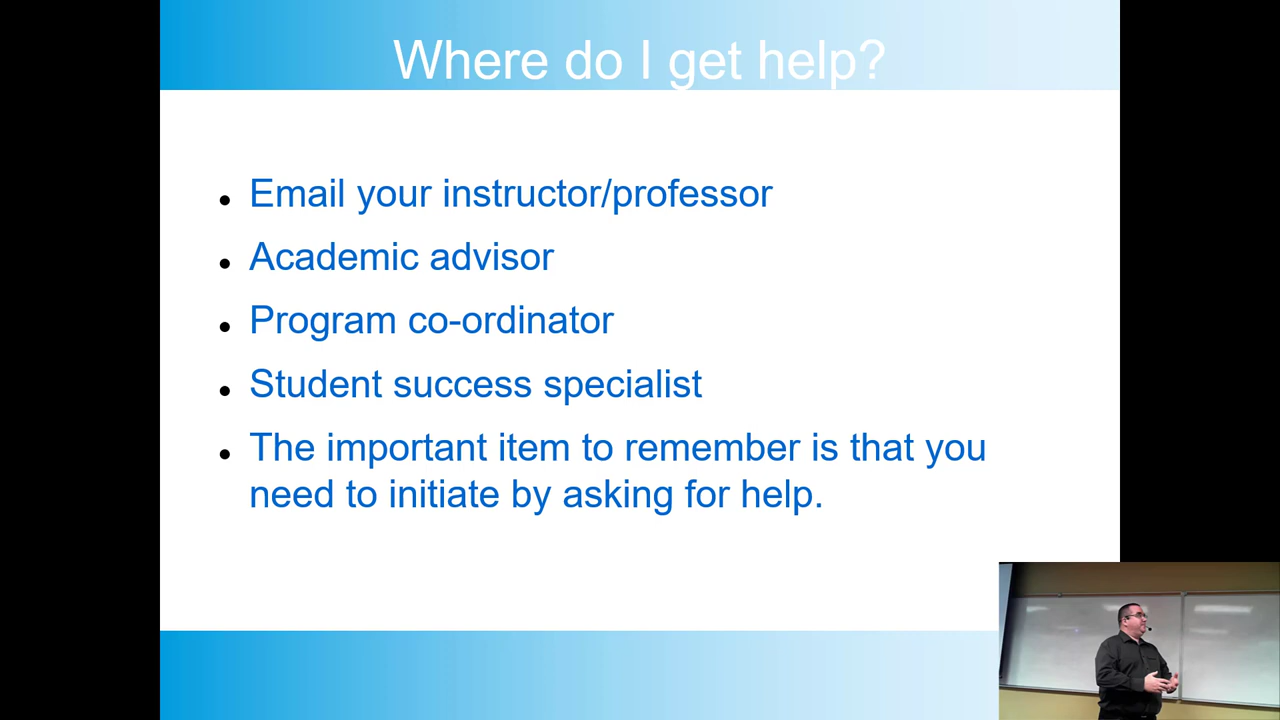 Where do I get help?
Email your instructor/professor
Academic advisor
Program co-ordinator
Student success specialist
The important item to remember is that you
need to initiate by asking for help.